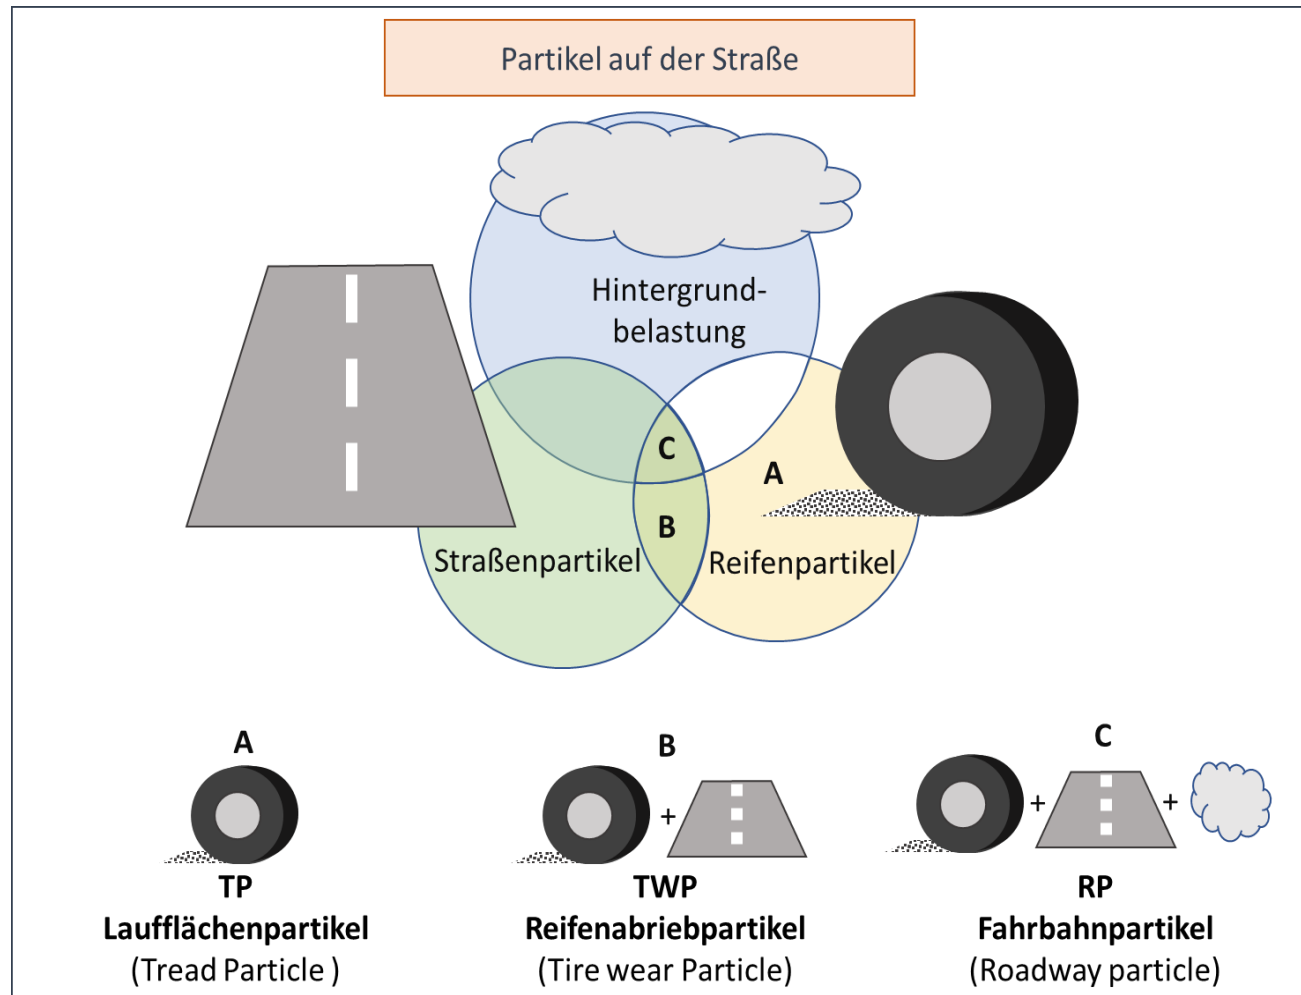 Partikel auf der Straße
Hintergrund-
belastung
C
A
B
Straßenpartikel
Reifenpartikel
A
B
C
+
+
+
TP
Laufflächenpartikel
(Tread Particle )
TWP
Reifenabriebpartikel
(Tire wear Particle)
RP
Fahrbahnpartikel
(Roadway particle)